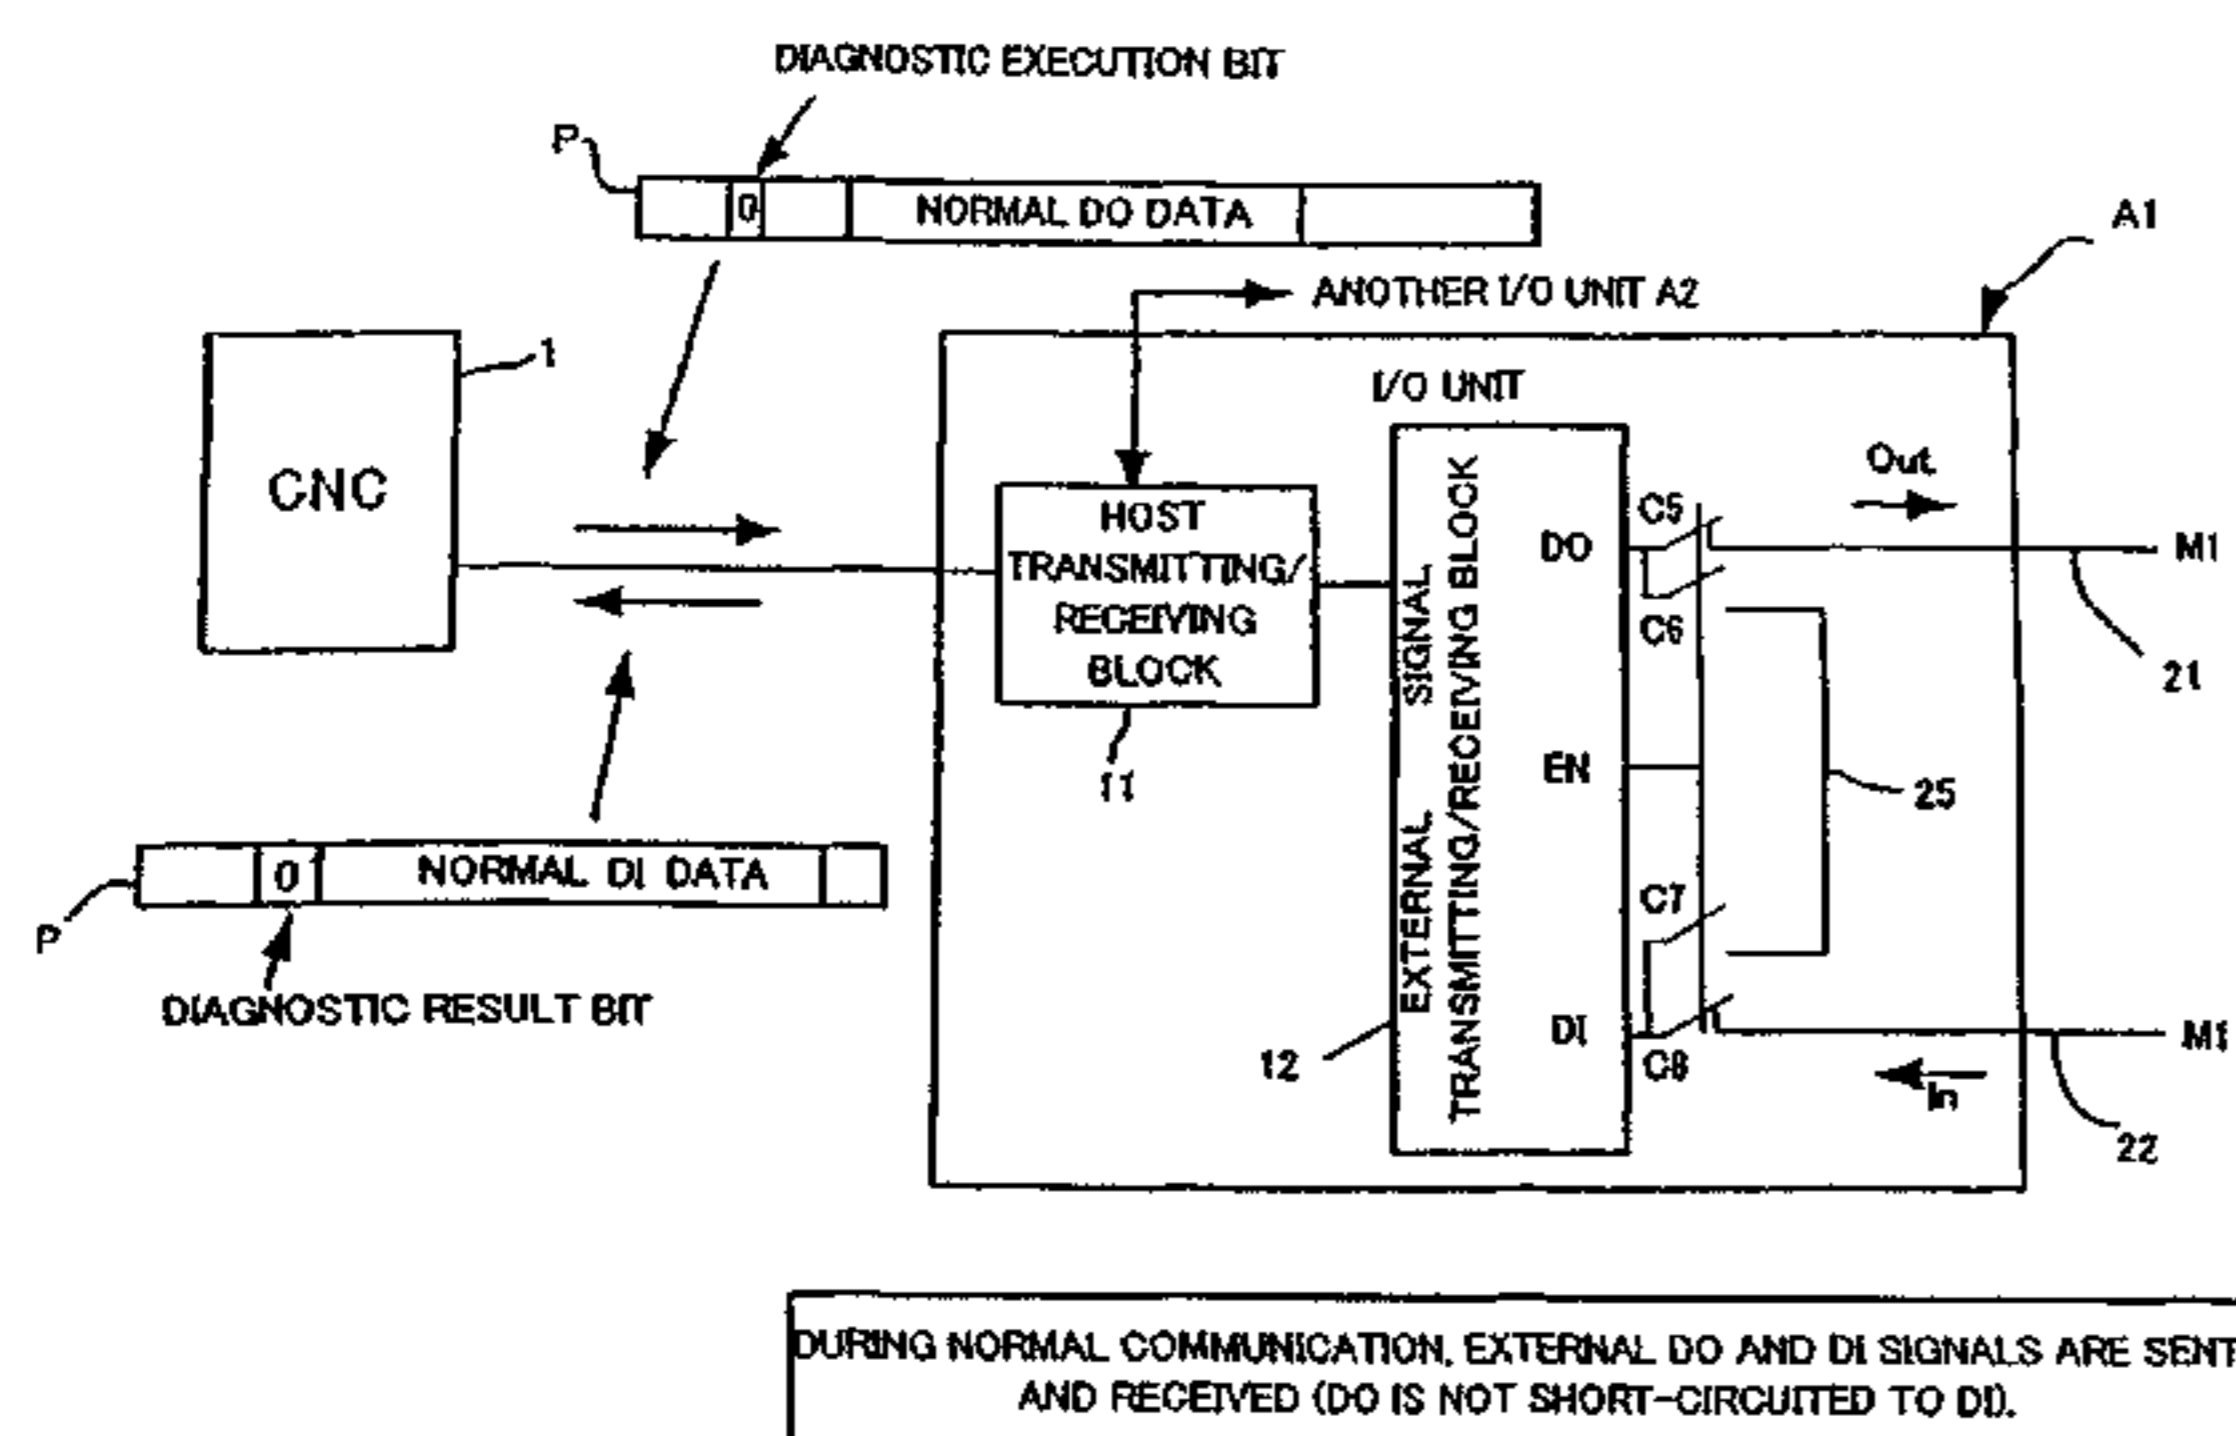 DIAGNOSTIC EXECUTION BIT
P
0
NORMAL DO DATA
A1
ANOTHER I/O UNIT A2
1
I/O UNIT
CNC
HOST
TRANSMITTING/
RECEIVING
BLOCK
11
EXTERNAL SIGNAL
TRANSMITTING/RECEIVING BLOCK
12
DO
EN
DI
C5
C6
C7
C8
Out
M1
21
25
In
M1
22
0
NORMAL DI DATA
P
DIAGNOSTIC RESULT BIT
DURING NORMAL COMMUNICATION, EXTERNAL DO AND DI SIGNALS ARE SENT
AND RECEIVED (DO IS NOT SHORT-CIRCUITED TO DI).